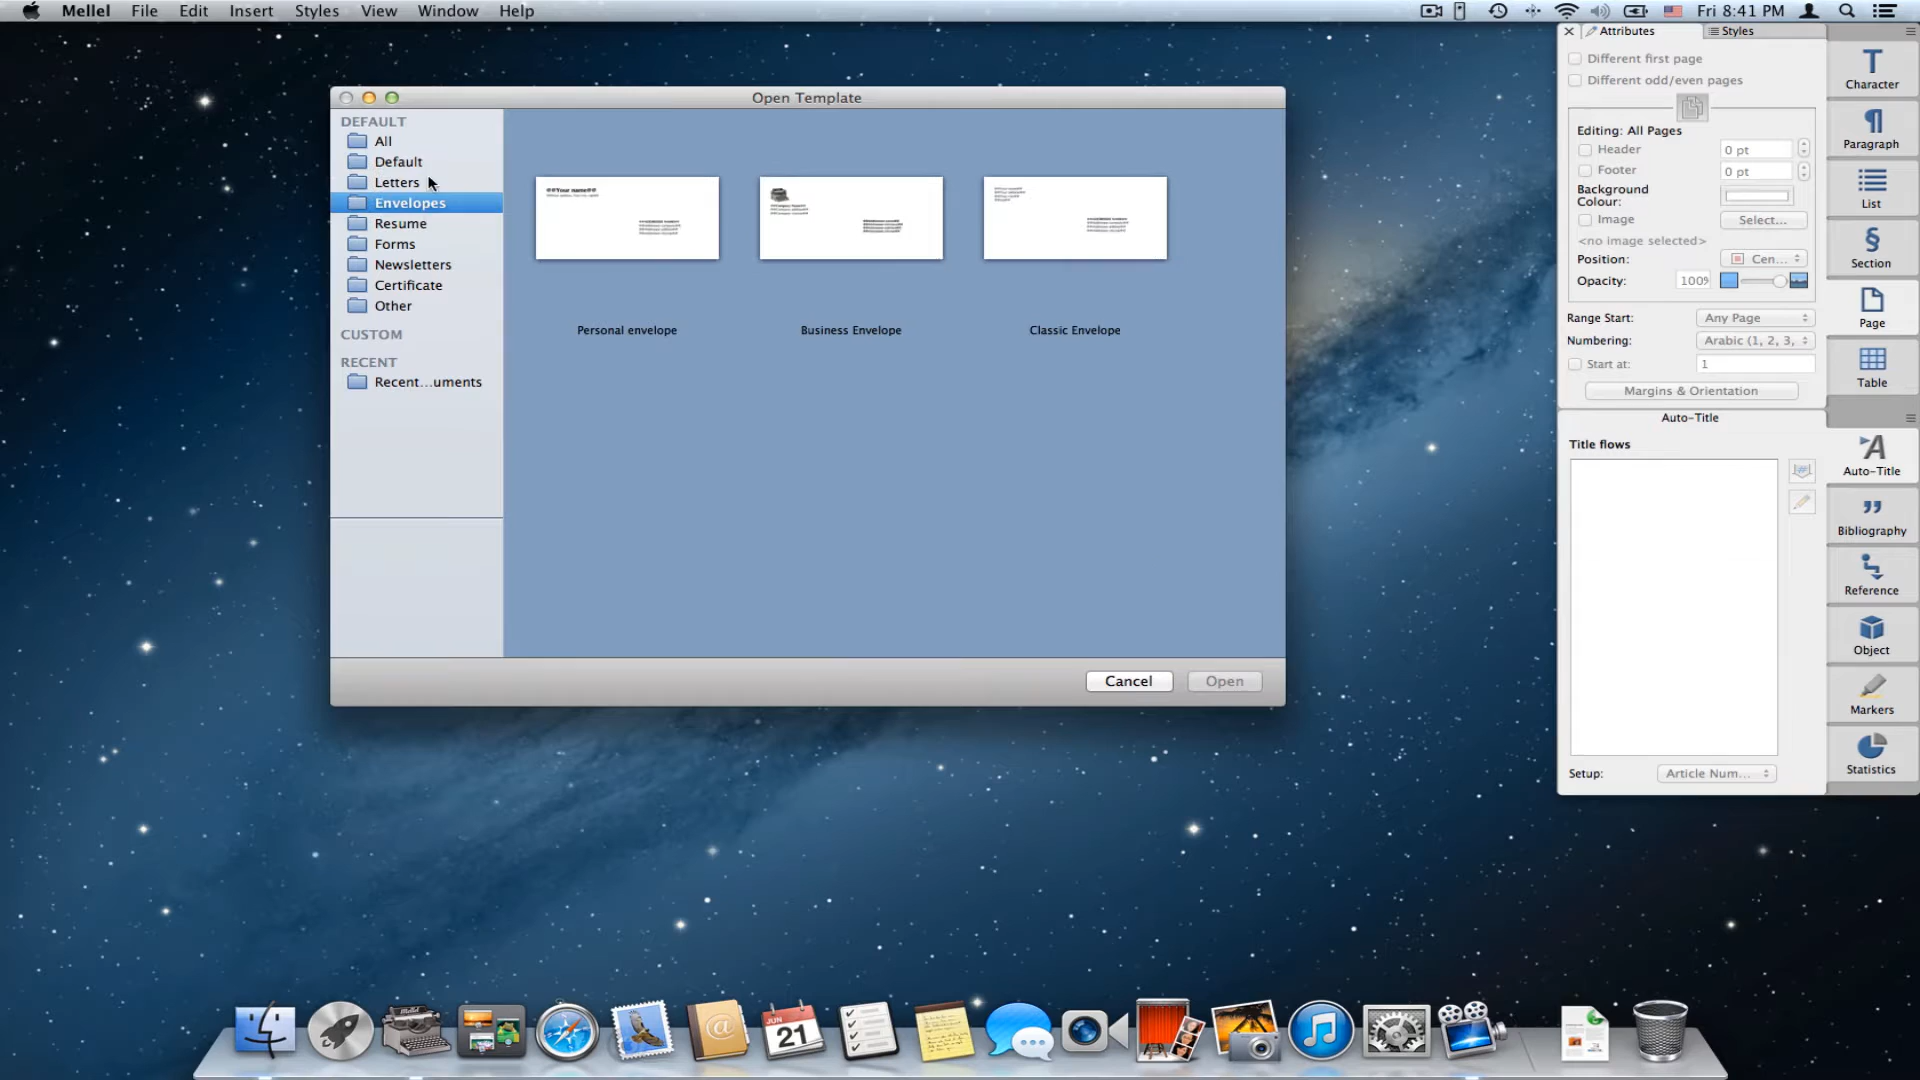 Mellel File Edit Insert Styles View Window Help
Fri 8:41 PM
Open Template
DEFAULT
All
Default
Letters
Envelopes
Resume
Forms
Newsletters
Certificate
Other
CUSTOM
RECENT
Recent...uments
Personal envelope
Business Envelope
Classic Envelope
Cancel
Open
Attributes
Styles
Different first page
Different odd/even pages
Editing: All Pages
Header
0 pt
Footer
0 pt
Background
Colour:
Image
Select...
<no image selected>
Position:
Cen...
Opacity:
100%
Range Start:
Any Page
Numbering:
Arabic (1, 2, 3,
Start at:
1
Margins & Orientation
Auto-Title
Title flows
Setup:
Article Num...
Character
Paragraph
List
Section
Page
Table
Auto-Title
Bibliography
Reference
Object
Markers
Statistics
JUN
21